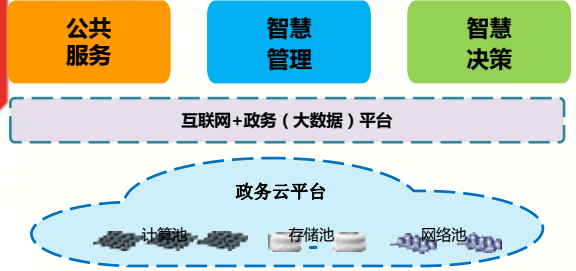 公共
服务
智慧
管理
智慧
决策
互联网+政务（大数据）平台
政务云平台
计算池 存储池 网络池